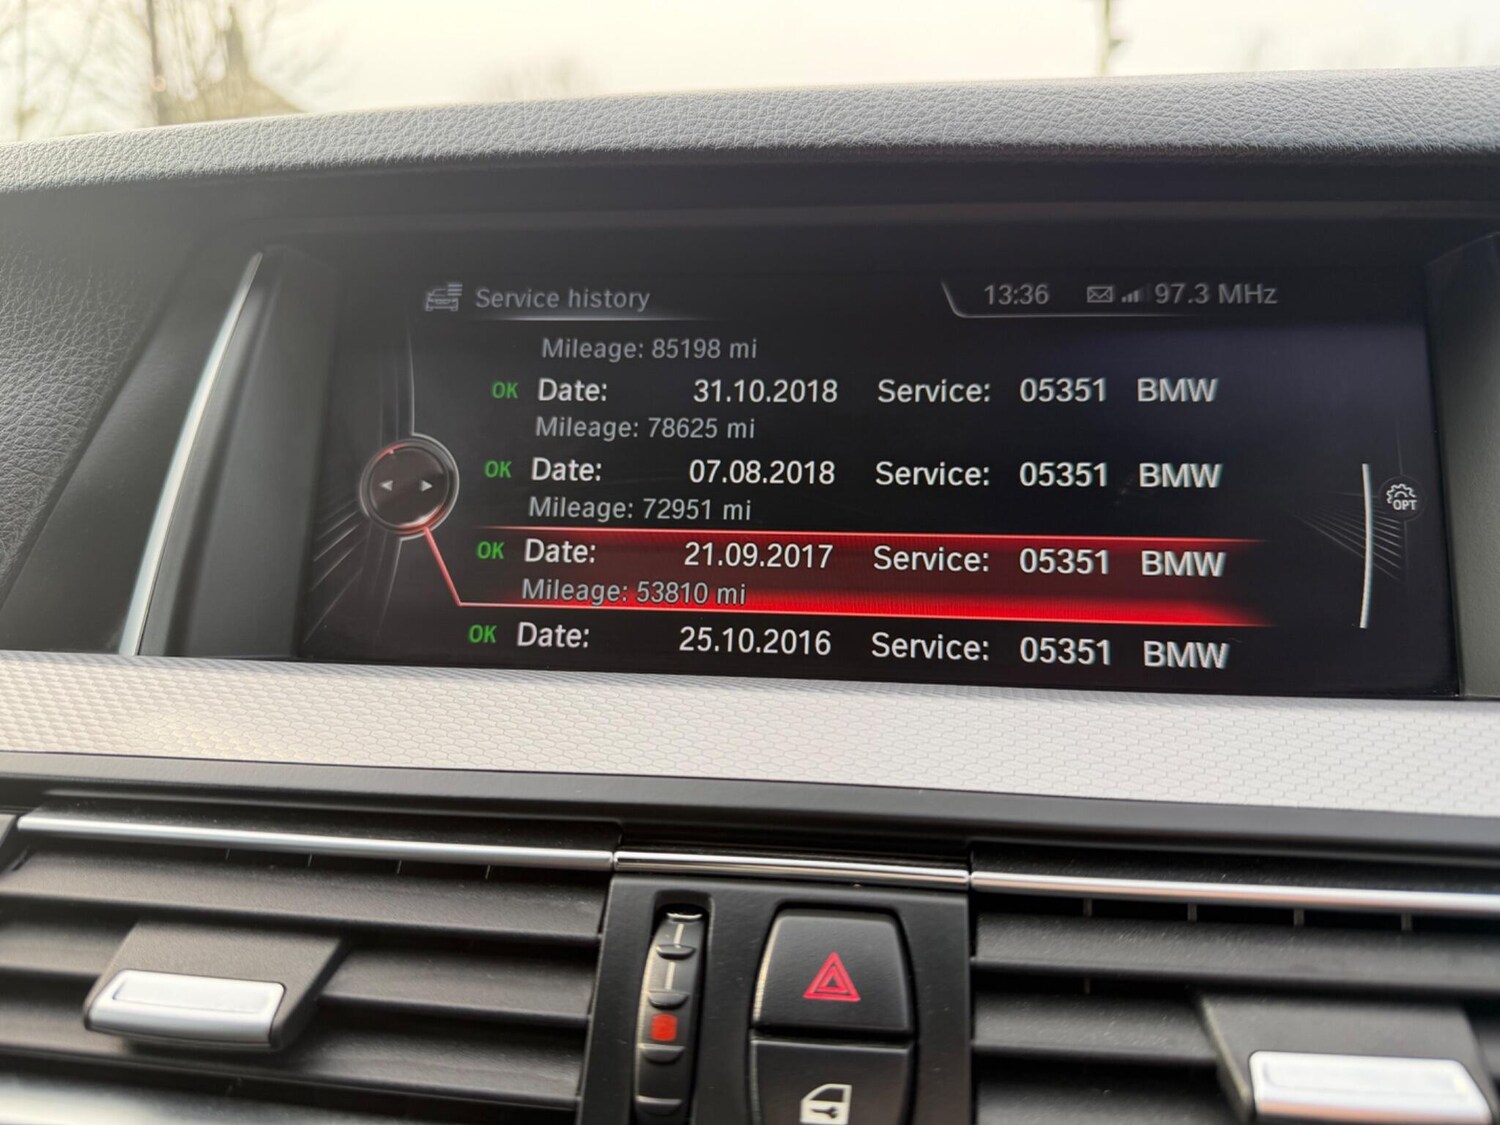 Service history 13:36 97.3 MHz
Mileage: 85198 mi
OK Date: 31.10.2018 Service: 05351 BMW
Mileage: 78625 mi
OK Date: 07.08.2018 Service: 05351 BMW
Mileage: 72951 mi
OK Date: 21.09.2017 Service: 05351 BMW
Mileage: 53810 mi
OK Date: 25.10.2016 Service: 05351 BMW
OPT